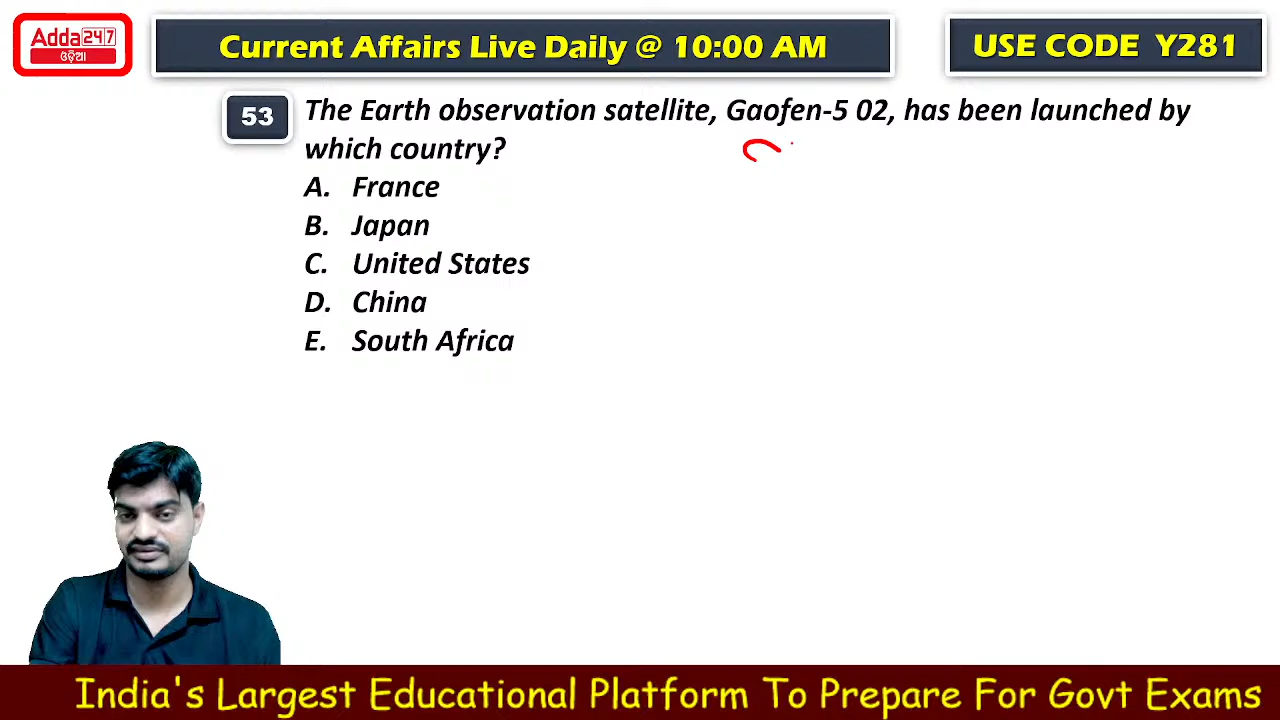 Adda247
ଓଡ଼ିଆ
Current Affairs Live Daily @ 10:00 AM
USE CODE Y281
53
The Earth observation satellite, Gaofen-5 02, has been launched by
which country?
A. France
B. Japan
C. United States
D. China
E. South Africa
India's Largest Educational Platform To Prepare For Govt Exams